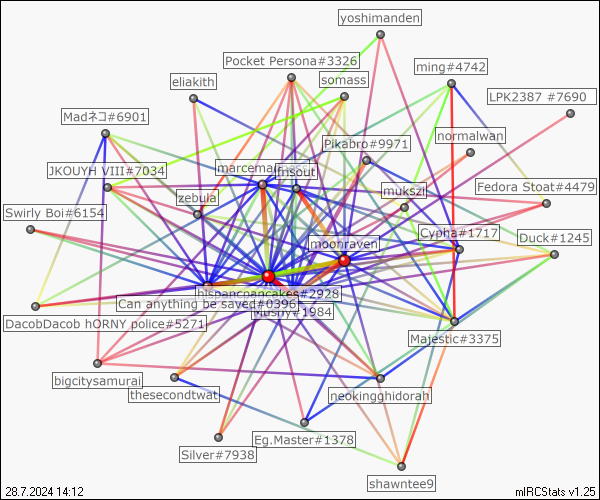 yoshimanden
Pocket Persona#3326
ming#4742
eliakith
somass
LPK2387 #7690
Madネコ#6901
Pikabro#9971
normalwan
JKOUYH VIII#7034
fnsout
zebula
mukszi
Fedora Stoat#4479
Swirly Boi#6154
moonraven
Cypha#1717
Duck#1245
hispancpancakes#2928
Can anything be saved#0396
Mushy#1984
DacobDacob hORNY police#5271
Majestic#3375
bigcitysamurai
thesecondtwat
neokingghidorah
Eg.Master#1378
Silver#7938
shawntee9
28.7.2024 14:12
mIRCStats v1.25